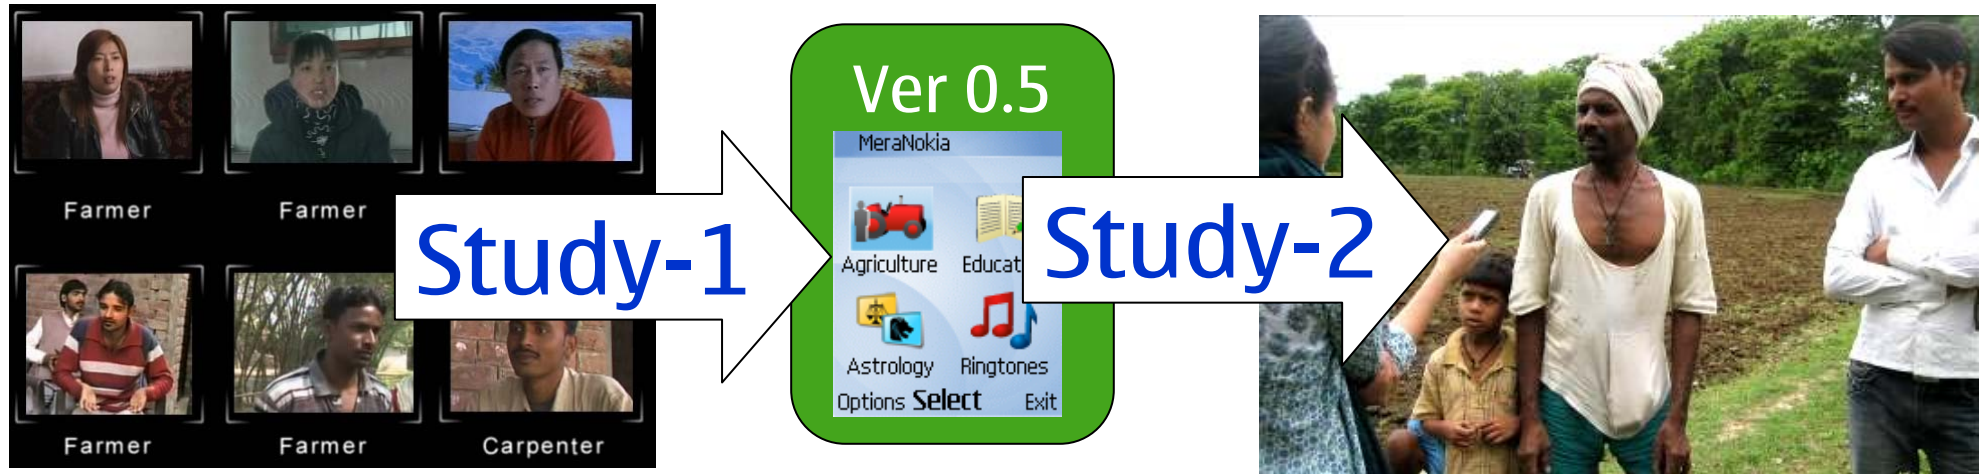 Farmer
Farmer
Study-1
Farmer
Farmer
Carpenter
Ver 0.5
MeraNokia
Agriculture
Educat
Astrology
Ringtones
Options Select Exit
Study-2